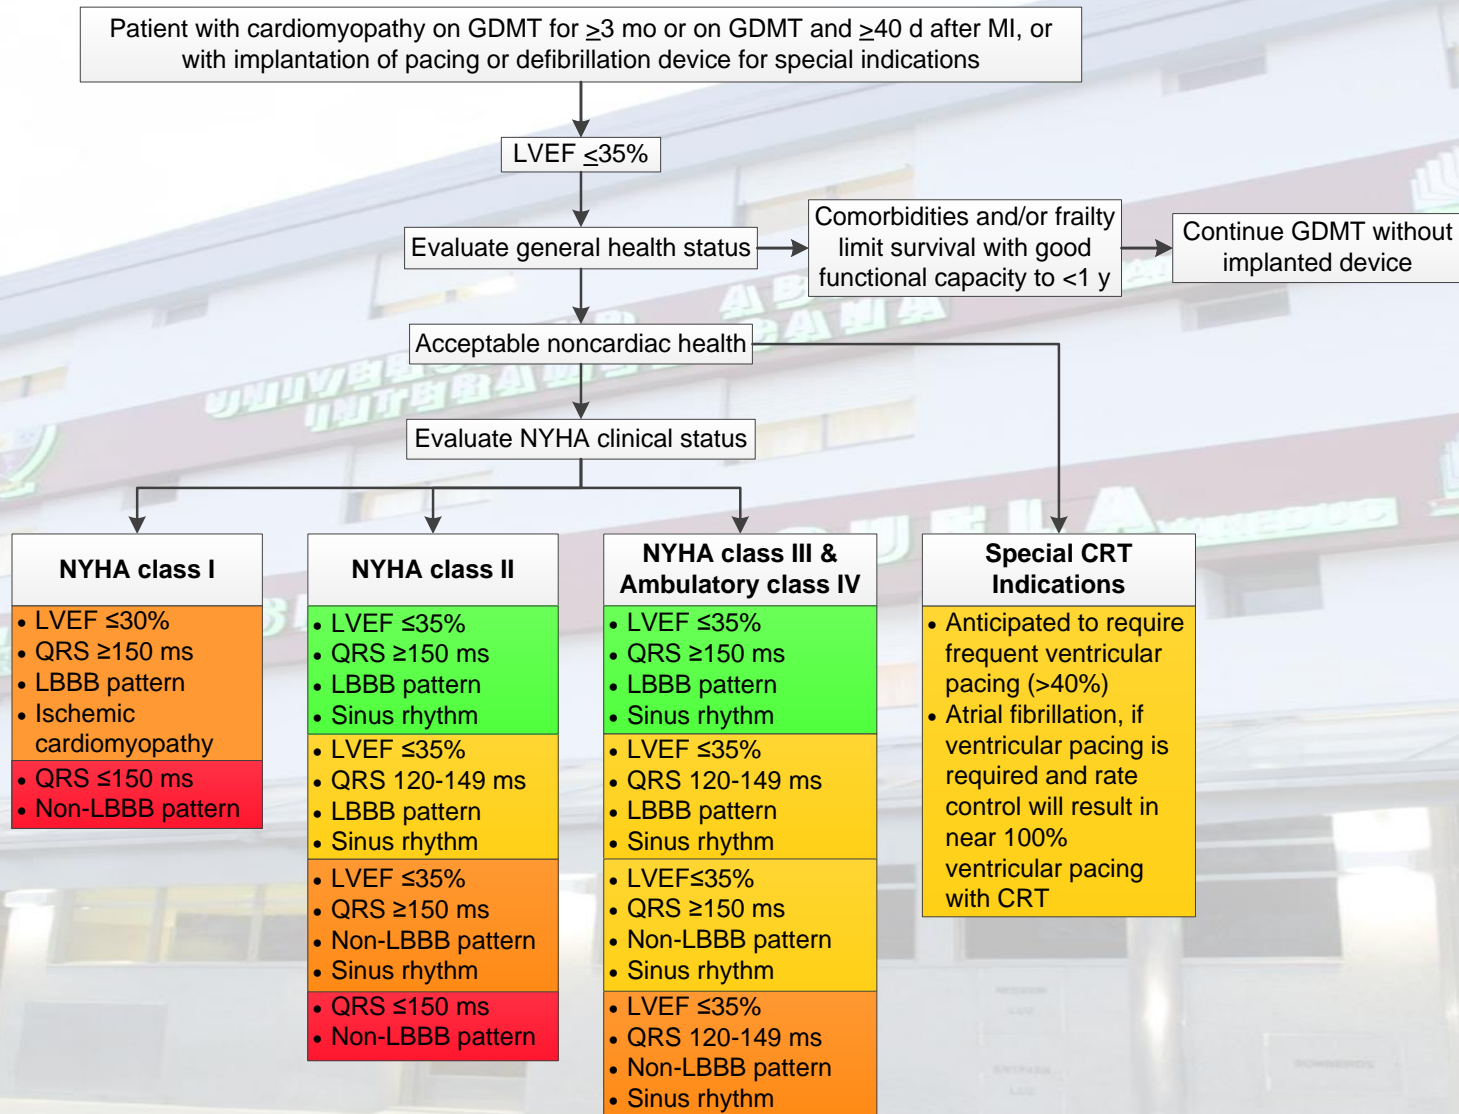 Patient with cardiomyopathy on GDMT for ≥3 mo or on GDMT and ≥40 d after MI, or
with implantation of pacing or defibrillation device for special indications
LVEF ≤35%
Evaluate general health status
Comorbidities and/or frailty
limit survival with good
functional capacity to <1 y
Continue GDMT without
implanted device
Acceptable noncardiac health
Evaluate NYHA clinical status
NYHA class I
• LVEF ≤30%
• QRS ≥150 ms
• LBBB pattern
• Ischemic
cardiomyopathy
• QRS ≤150 ms
• Non-LBBB pattern
NYHA class II
• LVEF ≤35%
• QRS ≥150 ms
• LBBB pattern
• Sinus rhythm
• LVEF ≤35%
• QRS 120-149 ms
• LBBB pattern
• Sinus rhythm
• LVEF ≤35%
• QRS ≥150 ms
• Non-LBBB pattern
• Sinus rhythm
• QRS ≤150 ms
• Non-LBBB pattern
NYHA class III &
Ambulatory class IV
• LVEF ≤35%
• QRS ≥150 ms
• LBBB pattern
• Sinus rhythm
• LVEF ≤35%
• QRS 120-149 ms
• LBBB pattern
• Sinus rhythm
• LVEF≤35%
• QRS ≥150 ms
• Non-LBBB pattern
• Sinus rhythm
• LVEF ≤35%
• QRS 120-149 ms
• Non-LBBB pattern
• Sinus rhythm
Special CRT
Indications
• Anticipated to require
frequent ventricular
pacing (>40%)
• Atrial fibrillation, if
ventricular pacing is
required and rate
control will result in
near 100%
ventricular pacing
with CRT
BOMBEROS